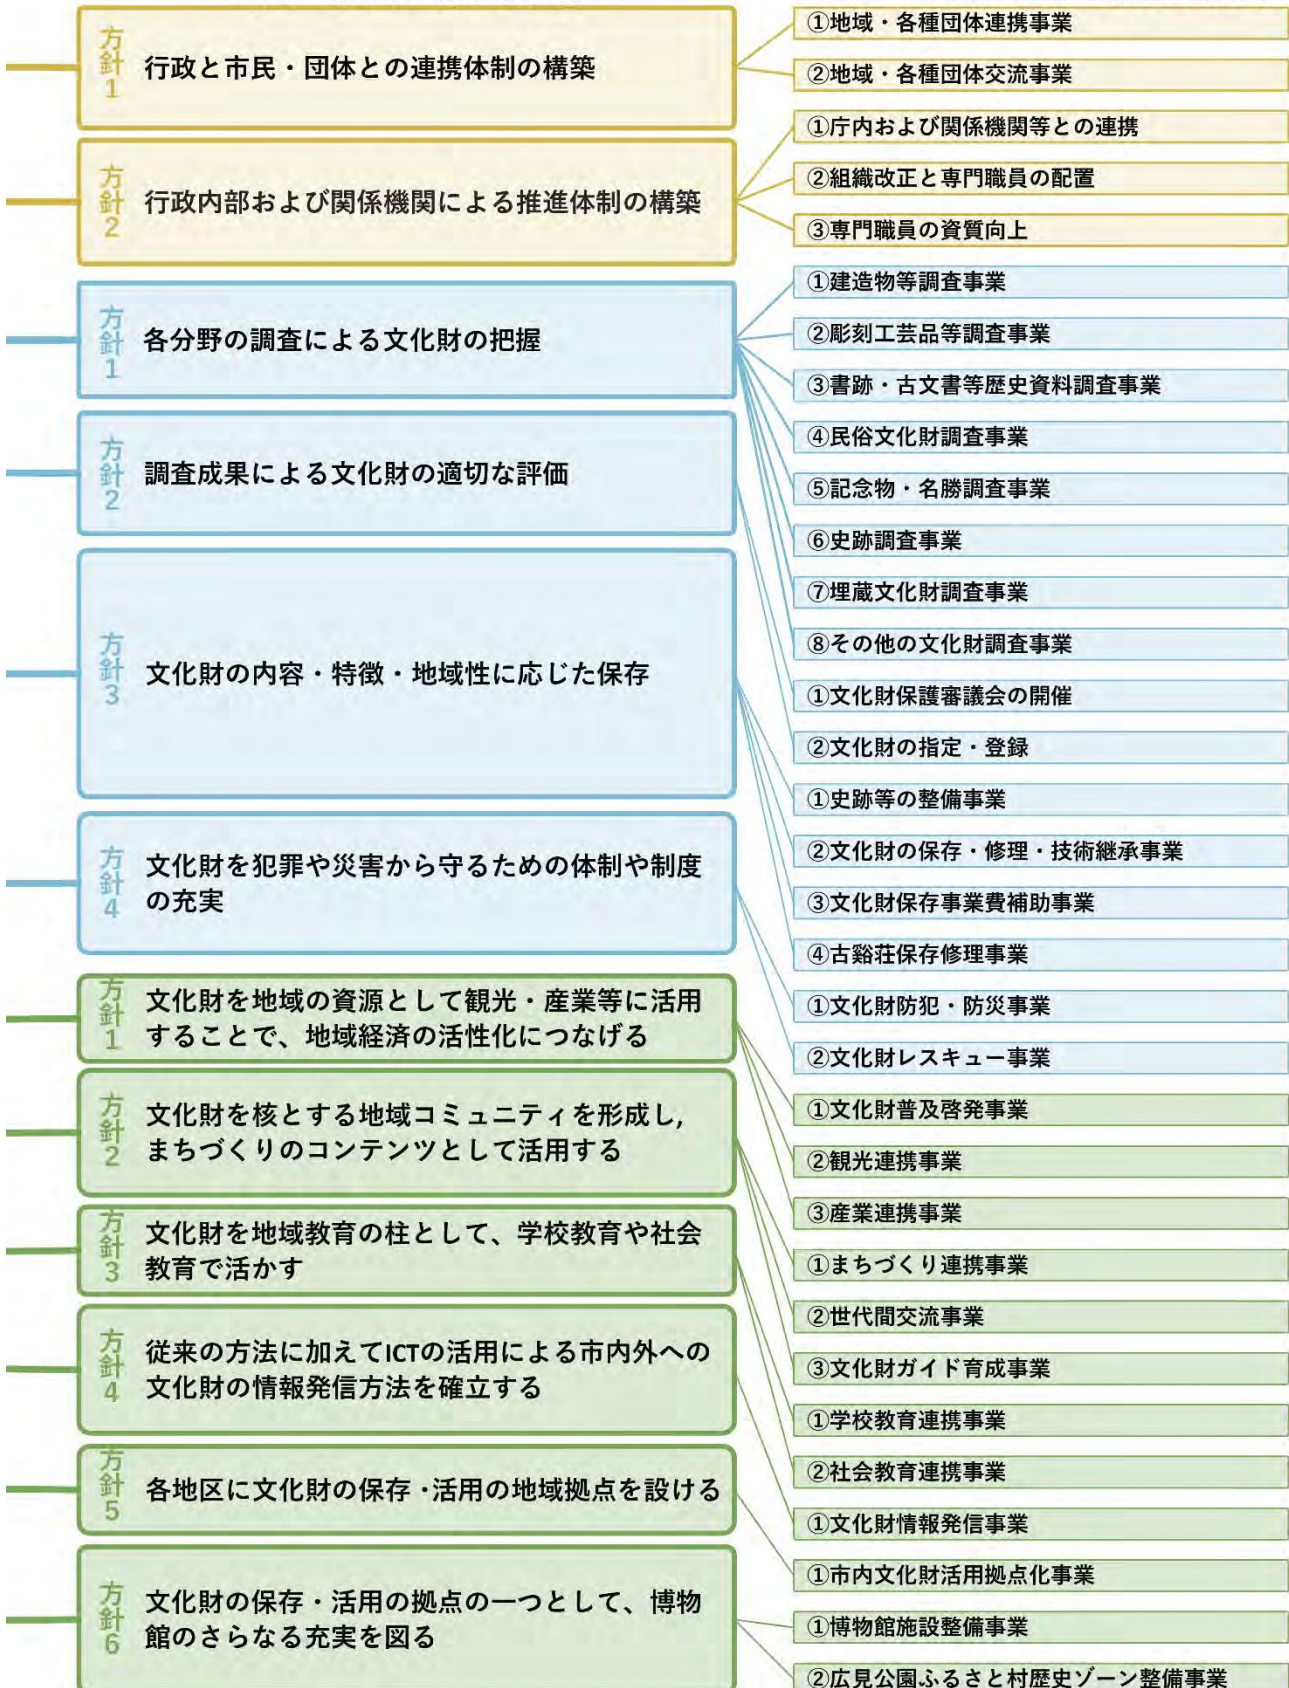 方針1
行政と市民・団体との連携体制の構築
①地域・各種団体連携事業
②地域・各種団体交流事業
方針2
行政内部および関係機関による推進体制の構築
①庁内および関係機関等との連携
②組織改正と専門職員の配置
③専門職員の資質向上
方針1
各分野の調査による文化財の把握
①建造物等調査事業
②彫刻工芸品等調査事業
③書跡・古文書等歴史資料調査事業
④民俗文化財調査事業
⑤記念物・名勝調査事業
⑥史跡調査事業
⑦埋蔵文化財調査事業
⑧その他の文化財調査事業
方針2
調査成果による文化財の適切な評価
①文化財保護審議会の開催
②文化財の指定・登録
方針3
文化財の内容・特徴・地域性に応じた保存
①史跡等の整備事業
②文化財の保存・修理・技術継承事業
③文化財保存事業費補助事業
④古谿荘保存修理事業
方針4
文化財を犯罪や災害から守るための体制や制度
の充実
①文化財防犯・防災事業
②文化財レスキュー事業
方針1
文化財を地域の資源として観光・産業等に活用
することで、地域経済の活性化につなげる
①文化財普及啓発事業
②観光連携事業
③産業連携事業
方針2
文化財を核とする地域コミュニティを形成し,
まちづくりのコンテンツとして活用する
①まちづくり連携事業
②世代間交流事業
③文化財ガイド育成事業
方針3
文化財を地域教育の柱として、学校教育や社会
教育で活かす
①学校教育連携事業
②社会教育連携事業
方針4
従来の方法に加えてICTの活用による市内外への
文化財の情報発信方法を確立する
①文化財情報発信事業
方針5
各地区に文化財の保存・活用の地域拠点を設ける
①市内文化財活用拠点化事業
方針6
文化財の保存・活用の拠点の一つとして、博物
館のさらなる充実を図る
①博物館施設整備事業
②広見公園ふるさと村歴史ゾーン整備事業